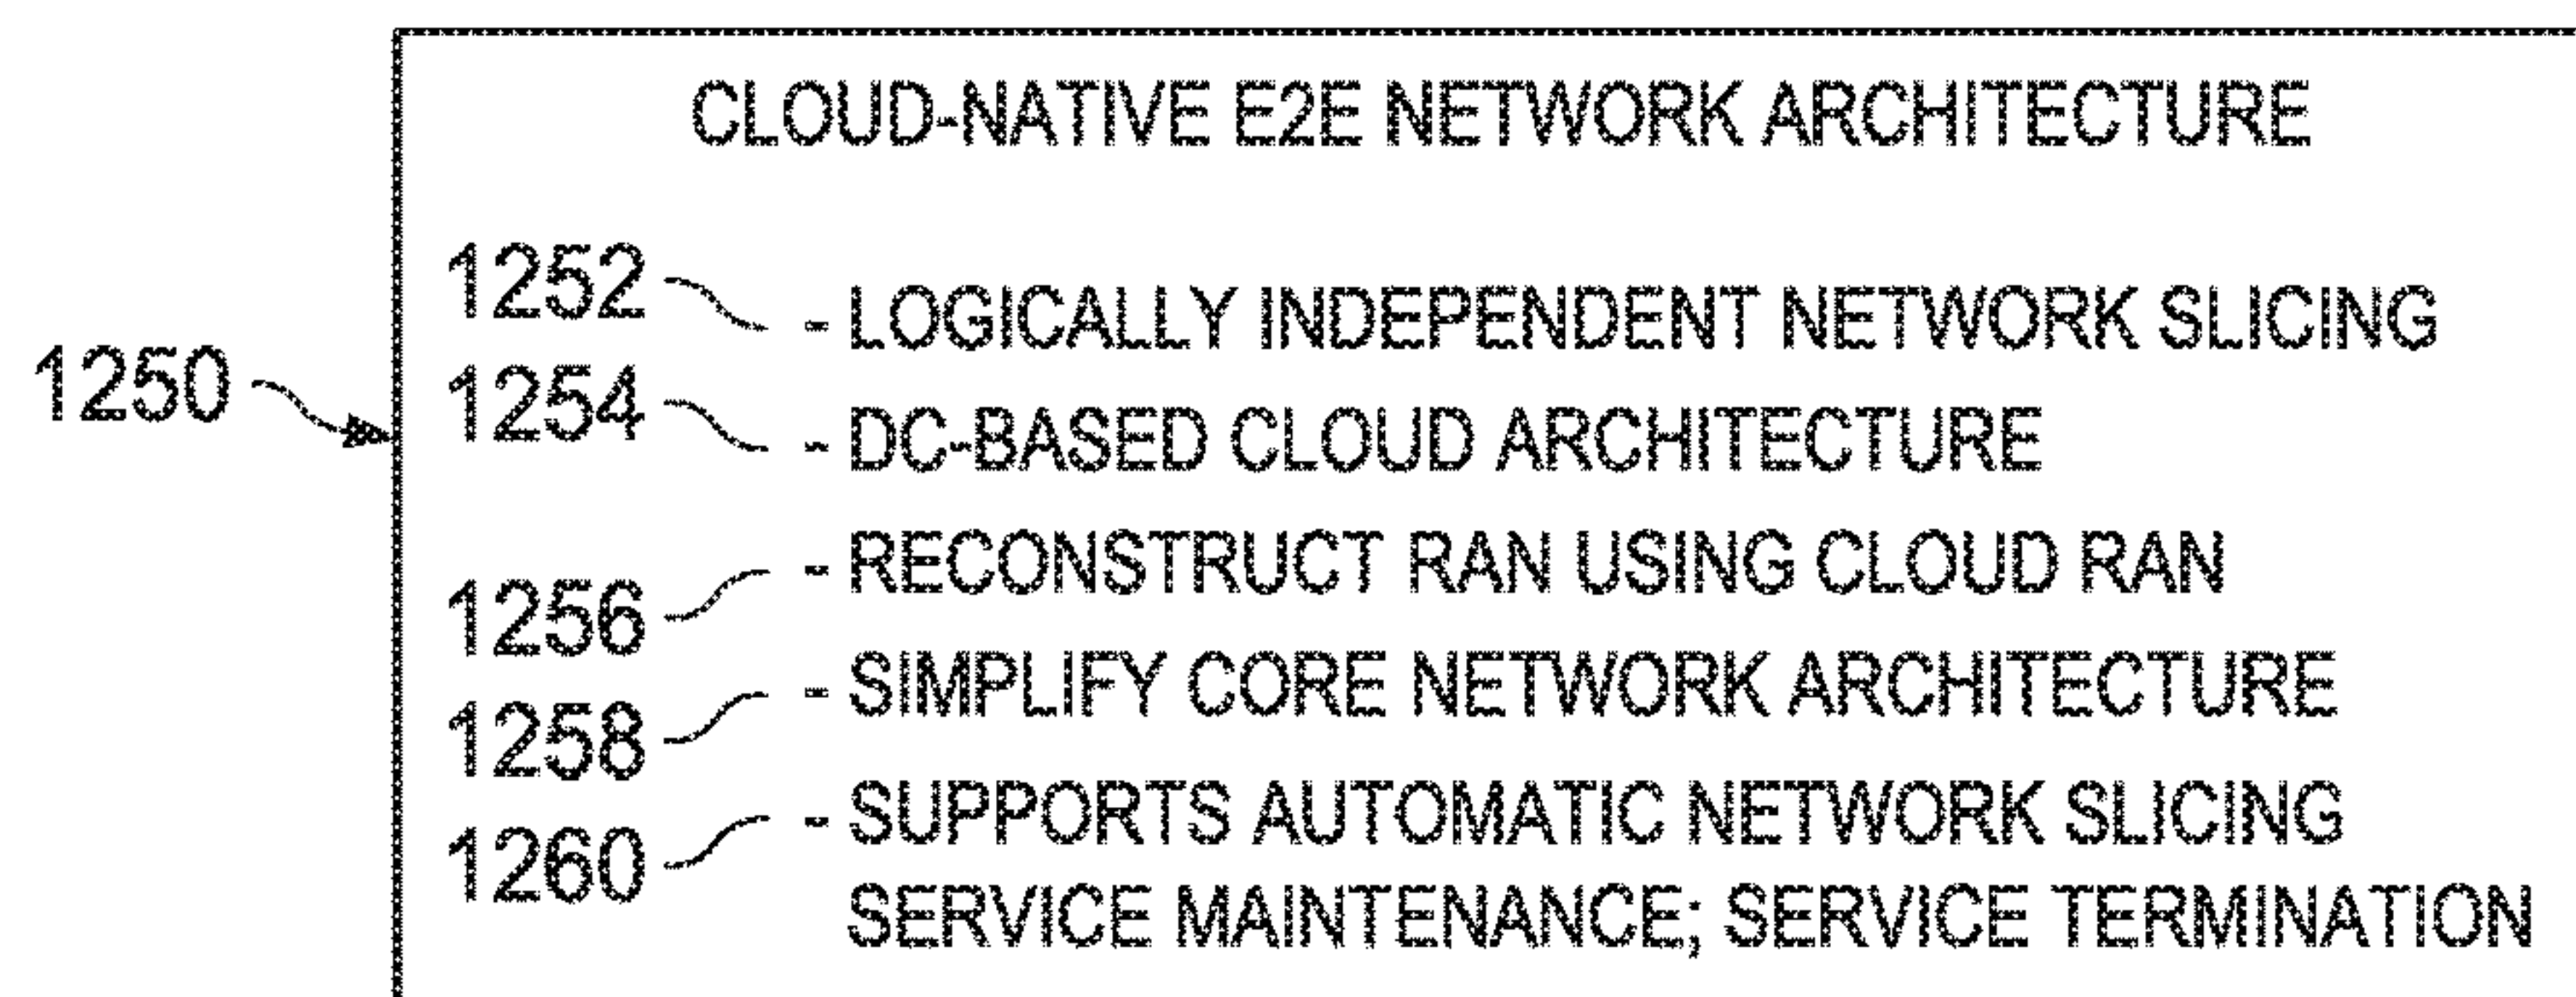 CLOUD-NATIVE E2E NETWORK ARCHITECTURE
1252 - LOGICALLY INDEPENDENT NETWORK SLICING
1250
1254 - DC-BASED CLOUD ARCHITECTURE
1256 - RECONSTRUCT RAN USING CLOUD RAN
1258 - SIMPLIFY CORE NETWORK ARCHITECTURE
1260 - SUPPORTS AUTOMATIC NETWORK SLICING
SERVICE MAINTENANCE; SERVICE TERMINATION